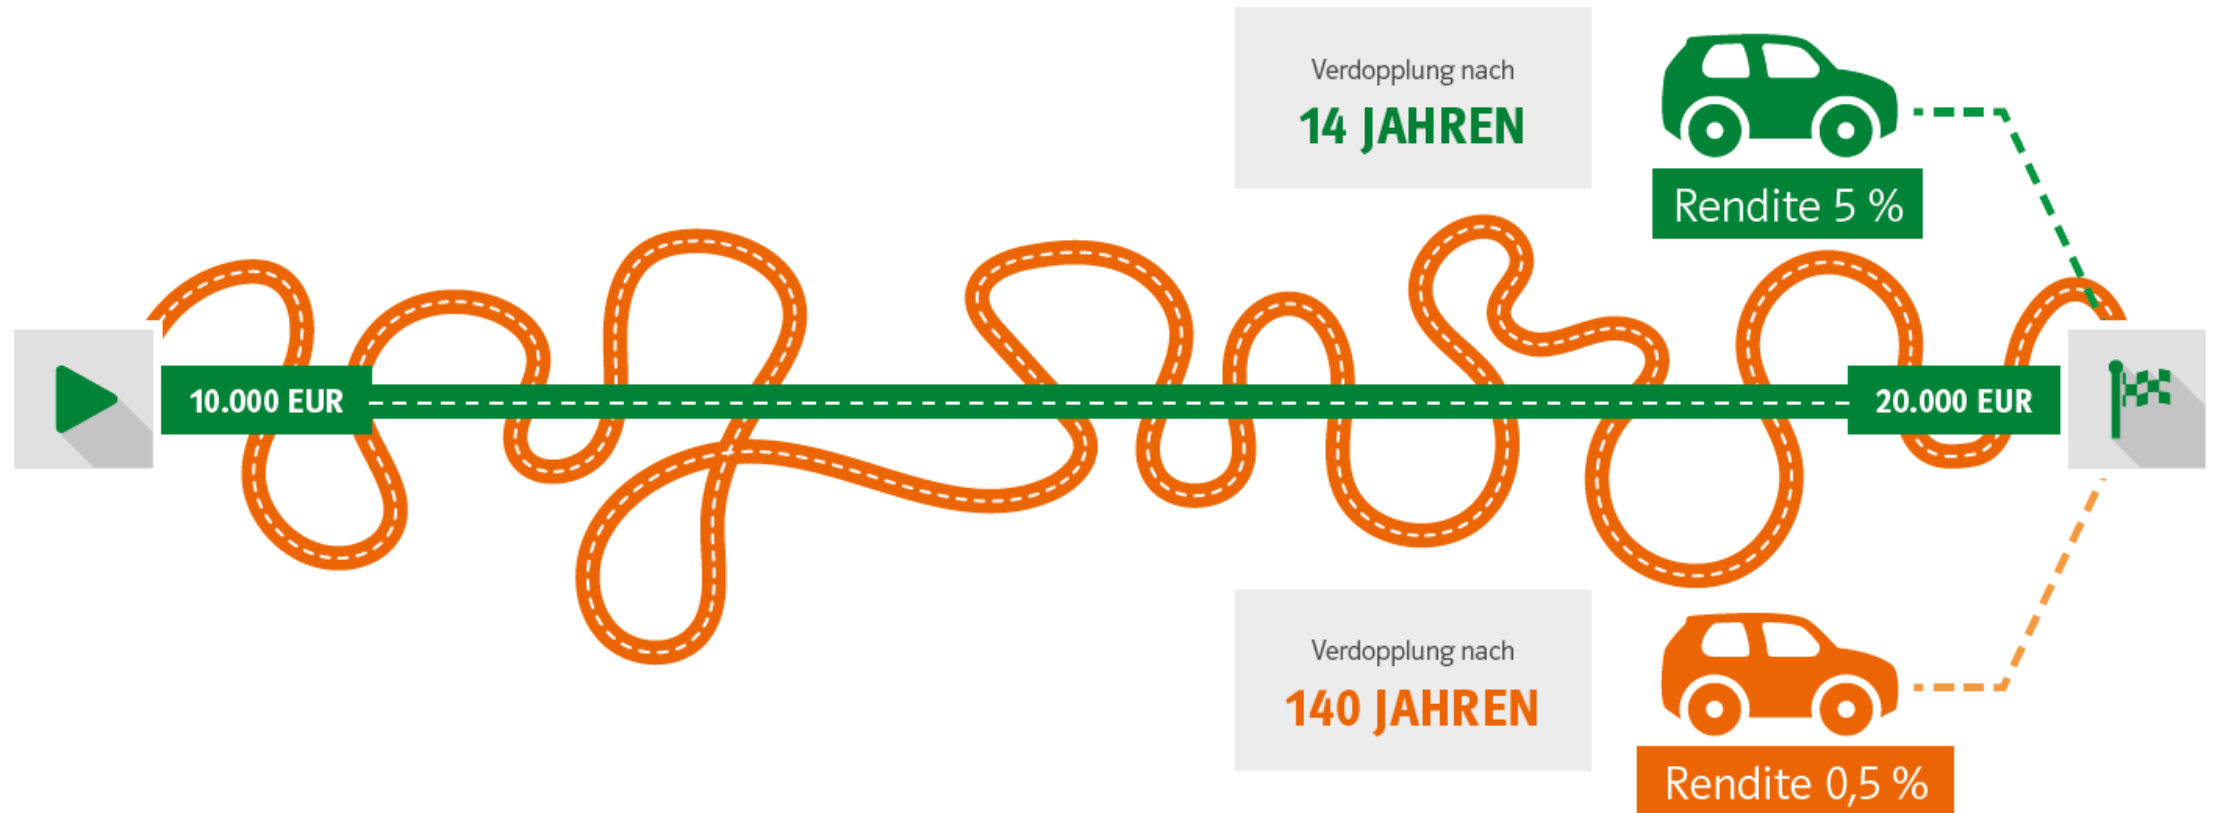 Verdopplung nach
14 JAHREN
Rendite 5 %
10.000 EUR
20.000 EUR
Verdopplung nach
140 JAHREN
Rendite 0,5 %